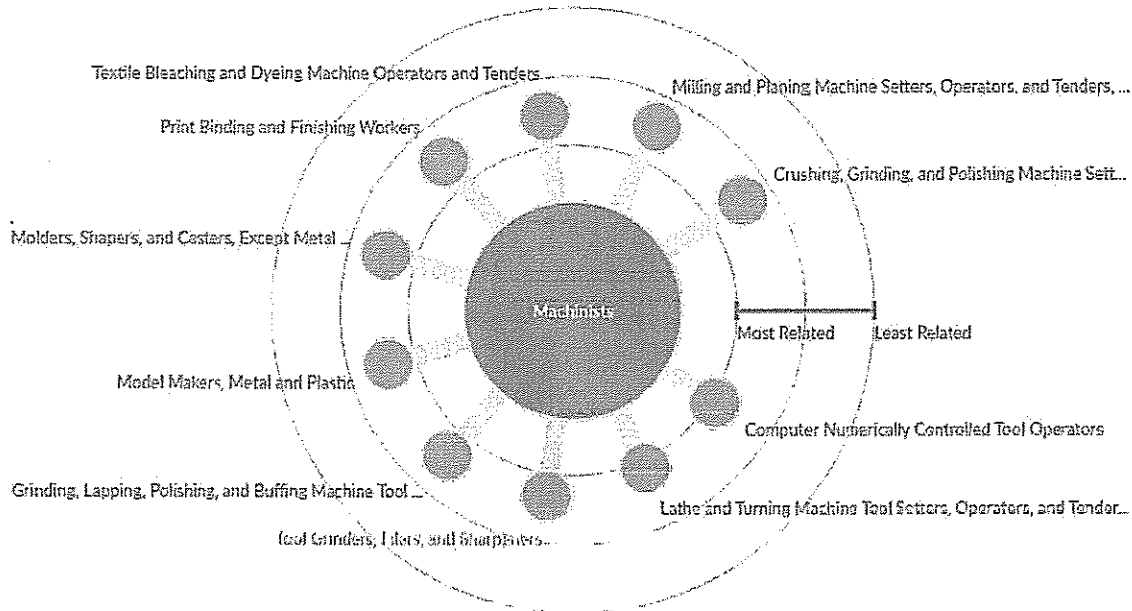 Textile Bleaching and Dyeing Machine Operators and Tenders...
Milling and Planing Machine Setters, Operators, and Tenders, ...
Print Binding and Finishing Workers
Crushing, Grinding, and Polishing Machine Sett...
Molders, Shapers, and Casters, Except Metal ...
Machinists
Most Related
Least Related
Model Makers, Metal and Plastic
Computer Numerically Controlled Tool Operators
Grinding, Lapping, Polishing, and Buffing Machine Tool ...
Lathe and Turning Machine Tool Setters, Operators, and Tender...
Tool Grinders, Filers, and Sharpeners...